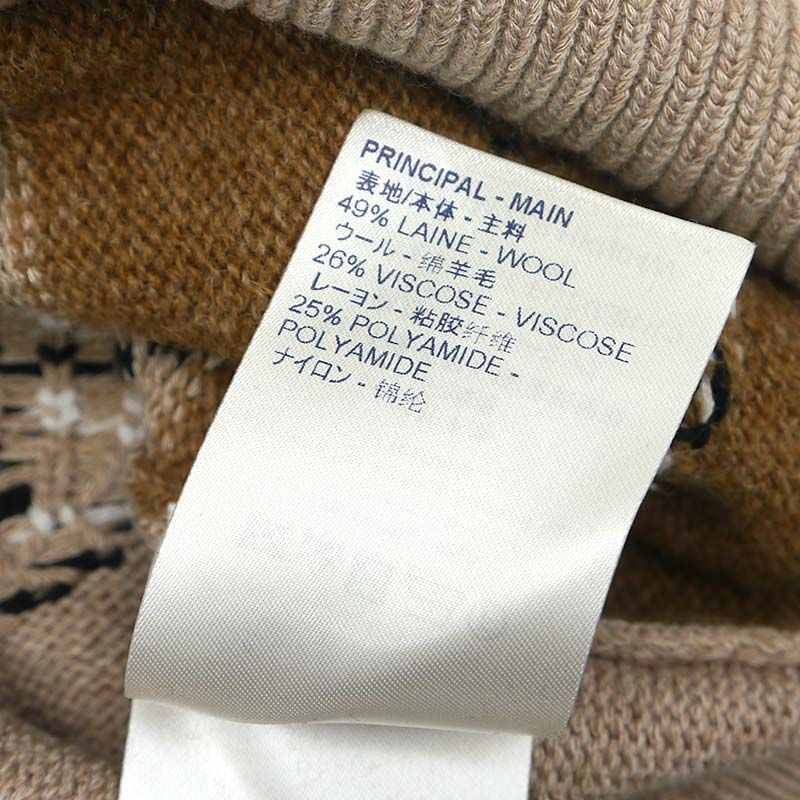 PRINCIPAL - MAIN
表地/本体 - 主料
49% LAINE - WOOL
ウール - 绵羊毛
26% VISCOSE - VISCOSE
レーヨン - 粘胶纤维
25% POLYAMIDE -
POLYAMIDE
ナイロン - 锦纶